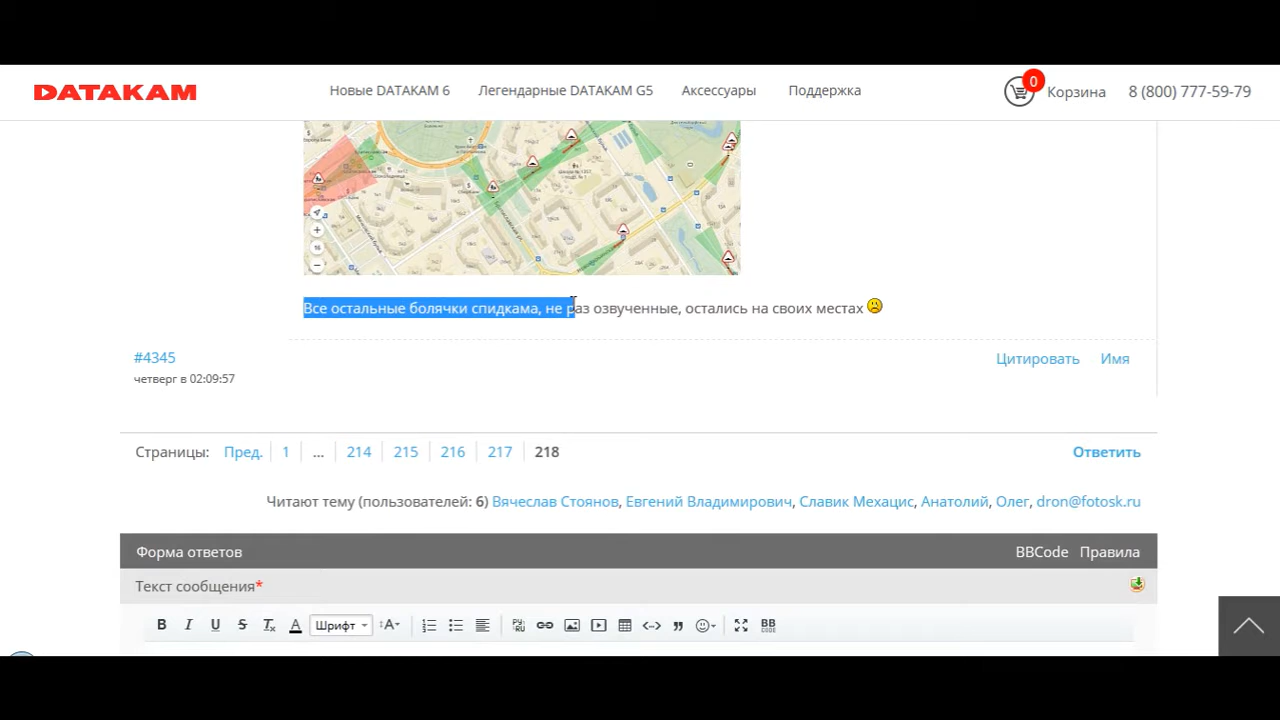 DATAKAM
Новые DATAKAM 6
Легендарные DATAKAM G5
Аксессуары
Поддержка
0
Корзина
8 (800) 777-59-79
16
Все остальные болячки спидкама, не раз озвученные, остались на своих местах
#4345
четверг в 02:09:57
Цитировать
Имя
Страницы: Пред. 1 ... 214 215 216 217 218
Ответить
Читают тему (пользователей: 6) Вячеслав Стоянов, Евгений Владимирович, Славик Мехацис, Анатолий, Олег, dron@fotosk.ru
Форма ответов
BBCode
Правила
Текст сообщения*
Шрифт